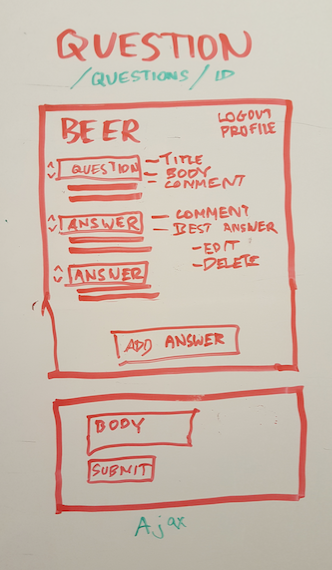 QUESTION
/QUESTIONS/ID
BEER
LOGOUT
PROFILE
QUESTION
- TITLE
- BODY
- COMMENT
ANSWER
- COMMENT
- BEST ANSWER
- EDIT
- DELETE
ANSWER
ADD ANSWER
BODY
SUBMIT
Ajax